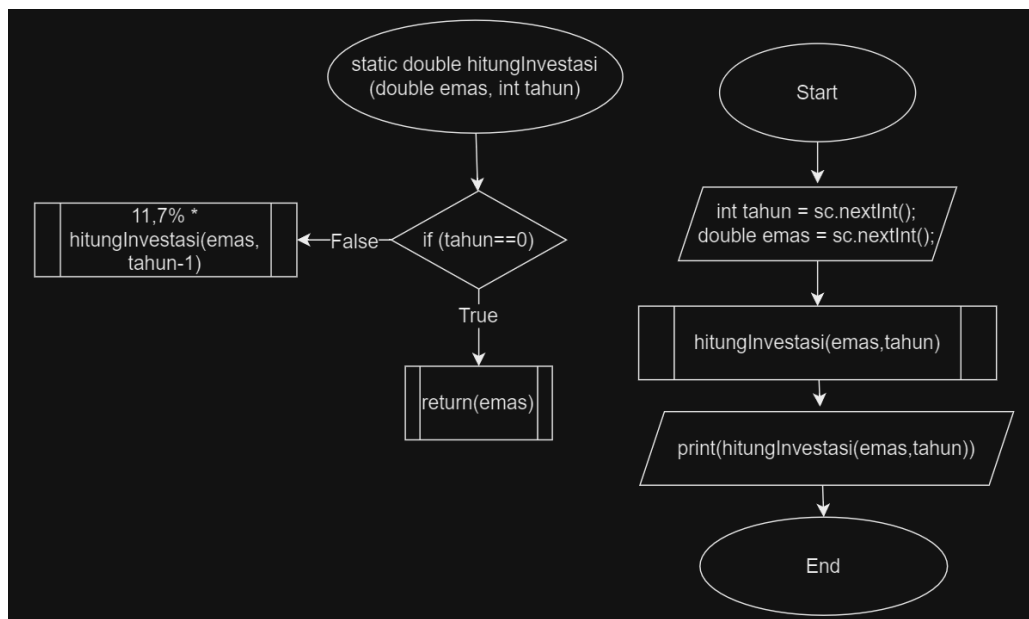 static double hitungInvestasi
(double emas, int tahun)
if (tahun==0)
False
11,7% *
hitungInvestasi(emas,
tahun-1)
True
return(emas)
Start
int tahun = sc.nextInt();
double emas = sc.nextInt();
hitungInvestasi(emas,tahun)
print(hitungInvestasi(emas,tahun))
End